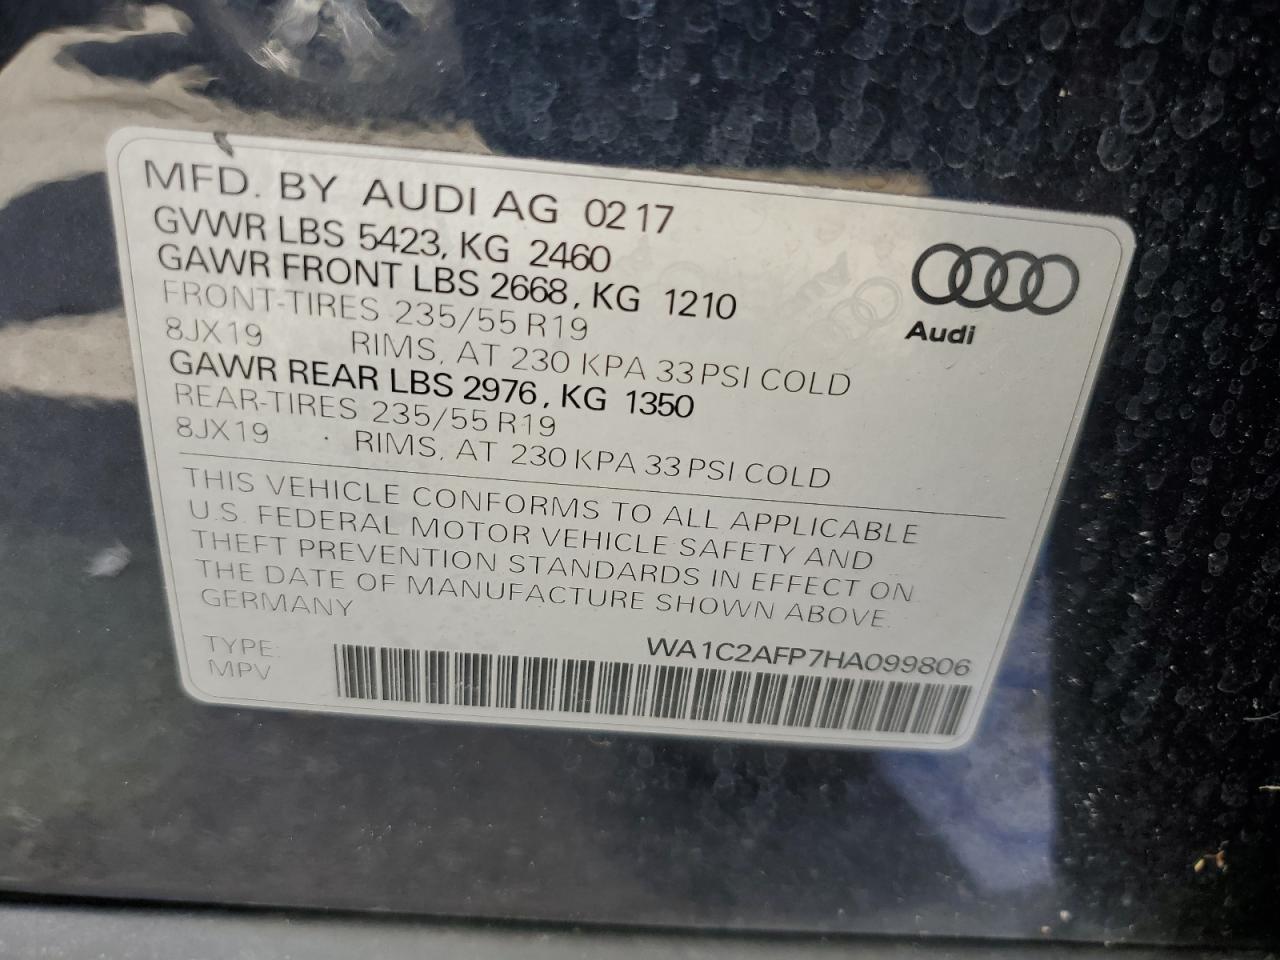 MFD. BY AUDI AG 02 17
GVWR LBS 5423, KG 2460
GAWR FRONT LBS 2668, KG 1210
FRONT-TIRES 235/55 R19
8JX19 RIMS, AT 230 KPA 33 PSI COLD
GAWR REAR LBS 2976, KG 1350
REAR-TIRES 235/55 R19
8JX19 RIMS, AT 230 KPA 33 PSI COLD
Audi
THIS VEHICLE CONFORMS TO ALL APPLICABLE
U.S. FEDERAL MOTOR VEHICLE SAFETY AND
THEFT PREVENTION STANDARDS IN EFFECT ON
THE DATE OF MANUFACTURE SHOWN ABOVE.
GERMANY
TYPE:
MPV
WA1C2AFP7HA099806